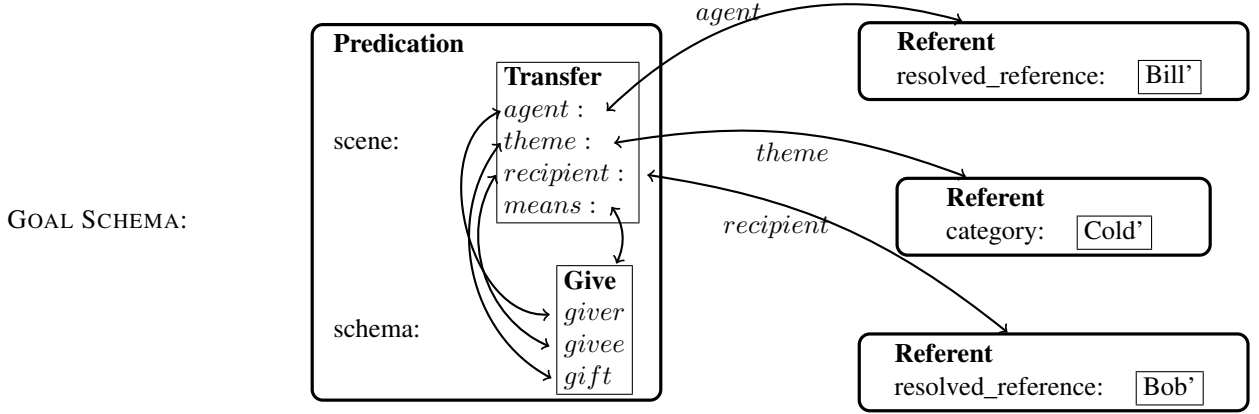 GOAL SCHEMA:
Predication
scene:
Transfer
agent :
theme :
recipient :
means :
schema:
Give
giver
givee
gift
agent
theme
recipient
Referent
resolved_reference: Bill’
Referent
category: Cold’
Referent
resolved_reference: Bob’